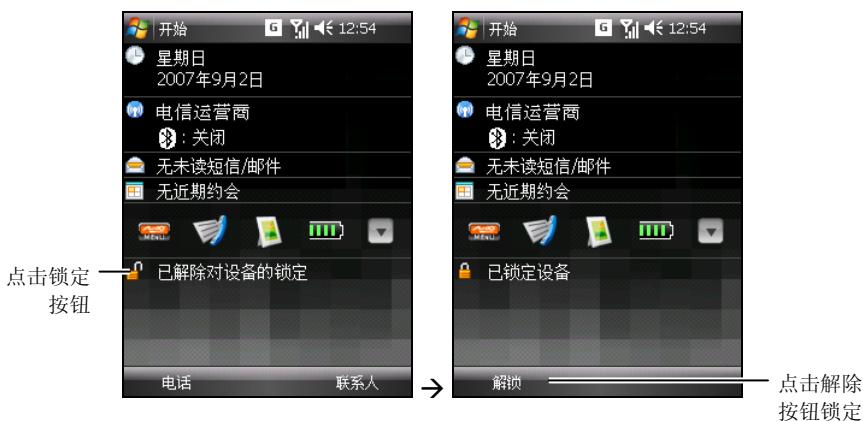 开始 G 12:54
星期日
2007年9月2日
电信运营商
：关闭
无未读短信/邮件
无近期约会
MENU
已解除对设备的锁定
电话 联系人
点击锁定
按钮
→
开始 G 12:54
星期日
2007年9月2日
电信运营商
：关闭
无未读短信/邮件
无近期约会
MENU
已锁定设备
解锁
点击解除
按钮锁定